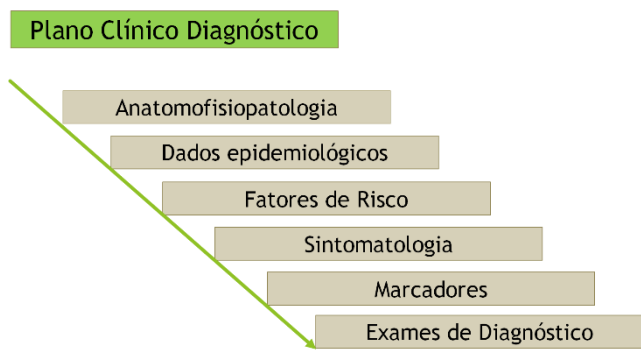 Plano Clínico Diagnóstico
Anatomofisiopatologia
Dados epidemiológicos
Fatores de Risco
Sintomatologia
Marcadores
Exames de Diagnóstico